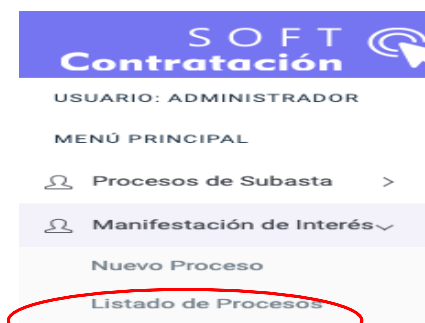 SOFT
Contratación
USUARIO: ADMINISTRADOR
MENÚ PRINCIPAL
Procesos de Subasta >
Manifestación de Interés
Nuevo Proceso
Listado de Procesos